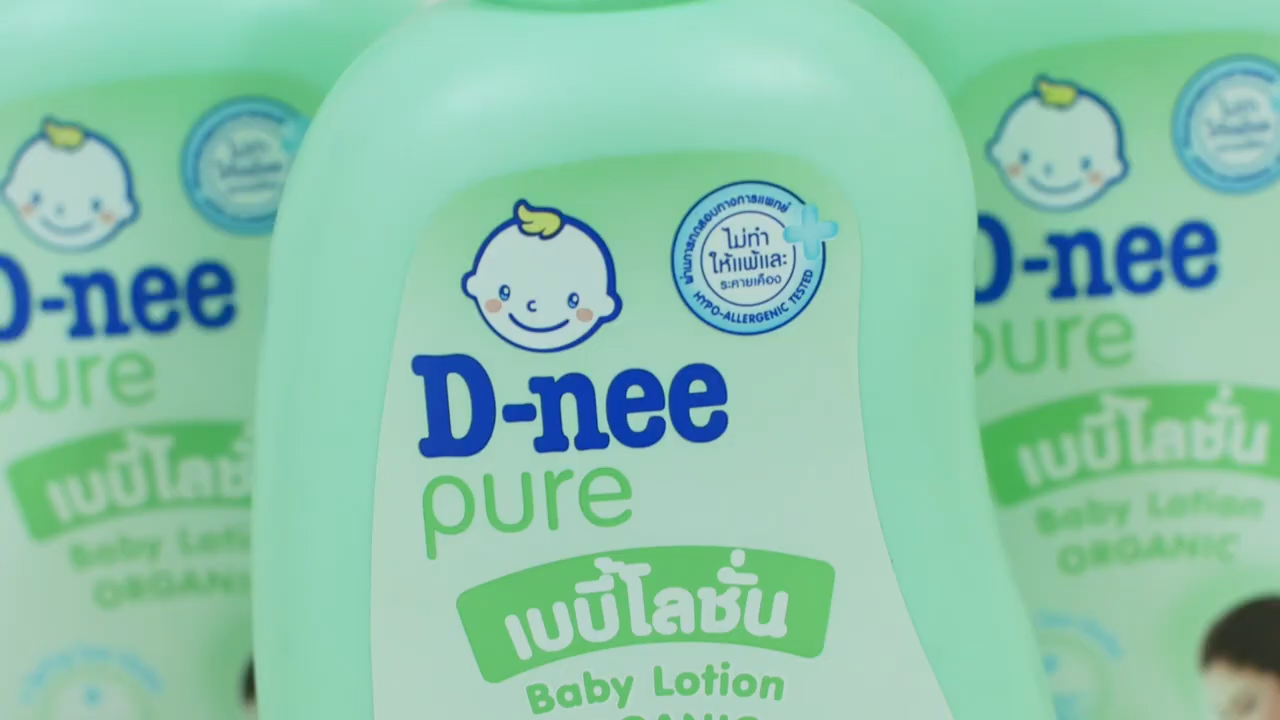 D-nee
pure
เบบี้โลชั่น
Baby Lotion
ORGANIC
ผ่านการทดสอบทางการแพทย์
ไม่ทำ
ให้แพ้และ
ระคายเคือง
HYPO-ALLERGENIC TESTED
D-nee
pure
เบบี้โลชั่น
Baby Lotion
ORGANIC
D-nee
pure
เบบี้โลชั่น
Baby Lotion
ORGANIC